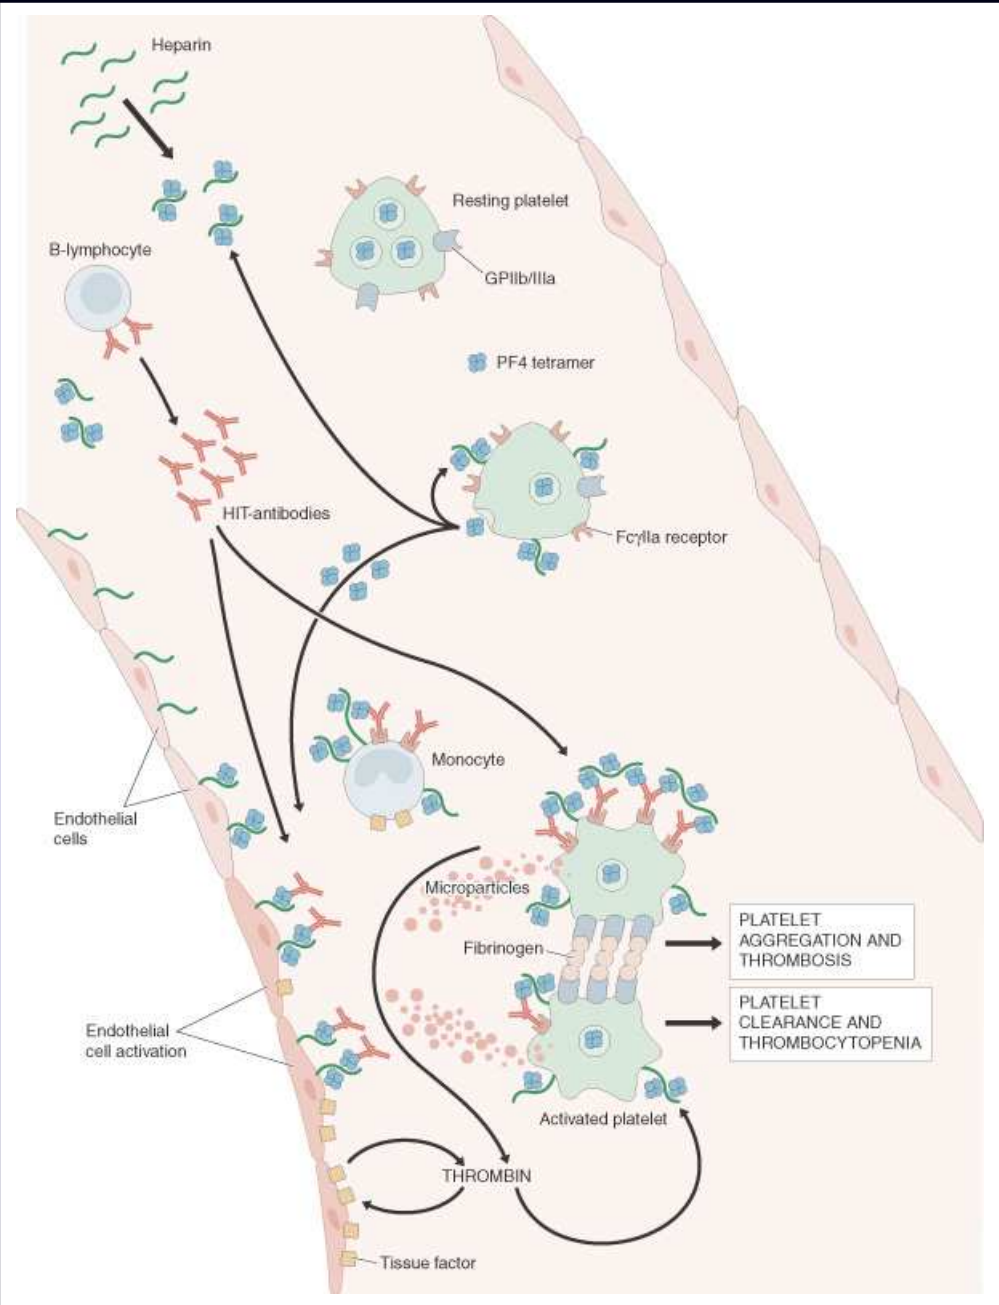 Heparin
Resting platelet
B-lymphocyte
GPIIb/IIIa
PF4 tetramer
HIT-antibodies
FcγIIa receptor
Monocyte
Endothelial
cells
Microparticles
PLATELET
AGGREGATION AND
THROMBOSIS
Fibrinogen
PLATELET
CLEARANCE AND
THROMBOCYTOPENIA
Endothelial
cell activation
Activated platelet
THROMBIN
Tissue factor